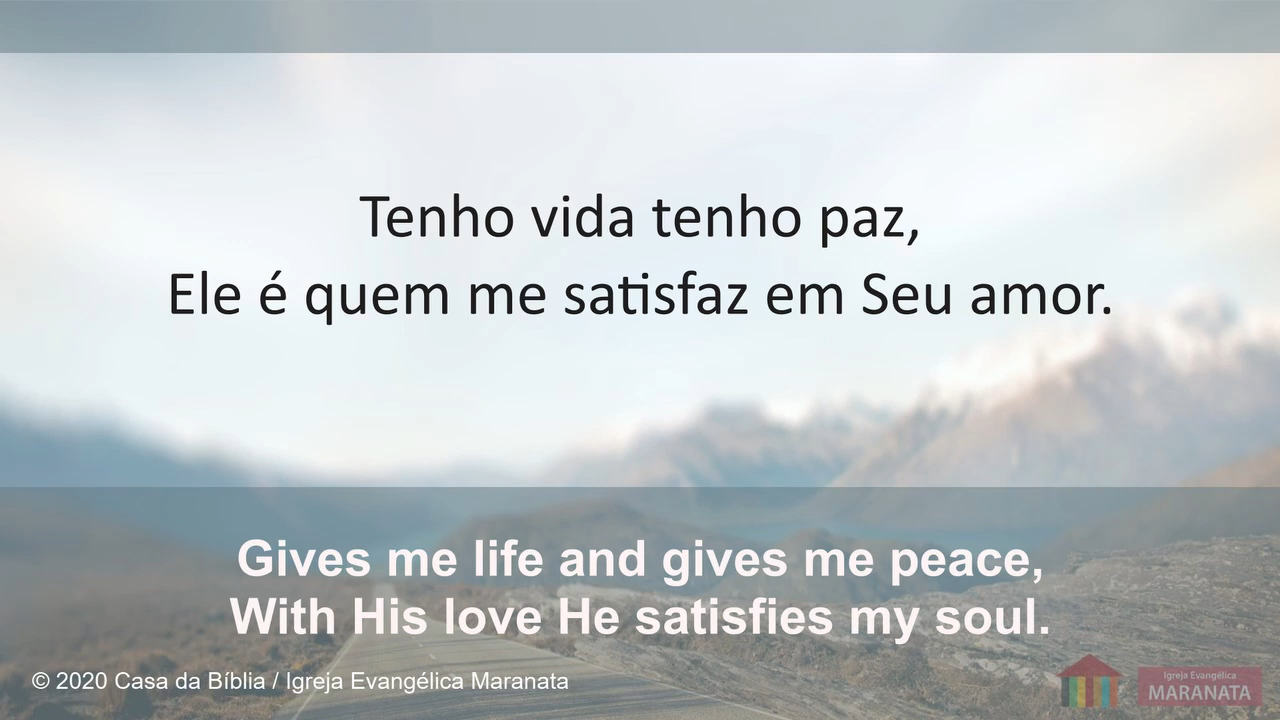 Tenho vida tenho paz,
Ele é quem me satisfaz em Seu amor.
Gives me life and gives me peace,
With His love He satisfies my soul.
© 2020 Casa da Bíblia / Igreja Evangélica Maranata
Igreja Evangélica
MARANATA